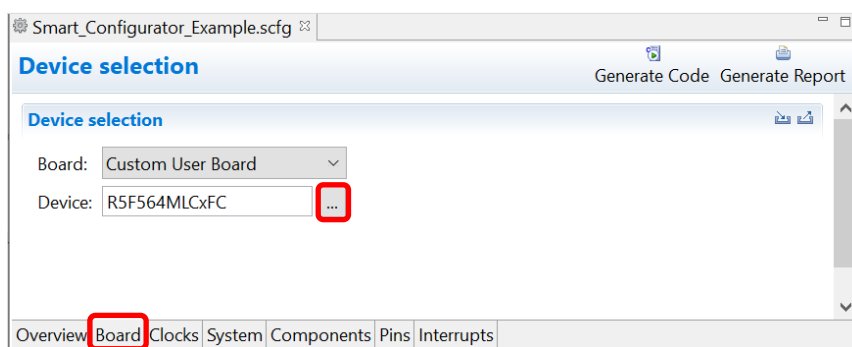 Smart_Configurator_Example.scfg
Device selection
Generate Code Generate Report
Device selection
Board: Custom User Board
Device: R5F564MLCxFC ...
Overview Board Clocks System Components Pins Interrupts